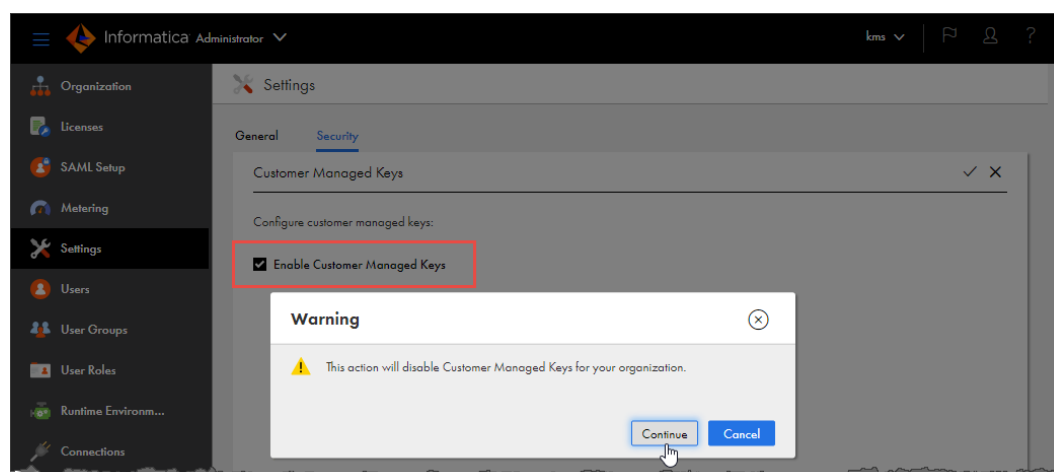 Informatica Administrator
kms
?
Organization
Licenses
SAML Setup
Metering
Settings
Users
User Groups
User Roles
Runtime Environm...
Connections
Settings
General Security
Customer Managed Keys
Configure customer managed keys:
Enable Customer Managed Keys
Warning
This action will disable Customer Managed Keys for your organization.
Continue Cancel